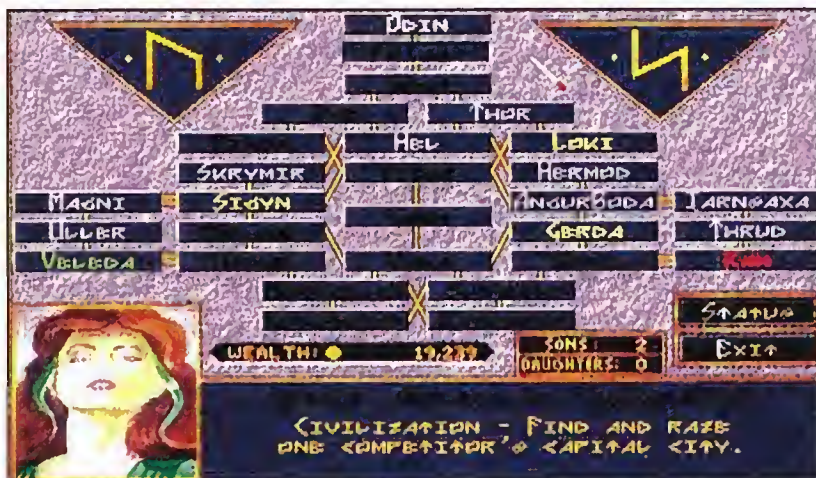 ODIN
THOR
HEL LOKI
SKRYMIR HERMOD
MAGNI SIGYN ANGURBODA IARNSAXA
ULLER GERDA THRUD
VELEDA
STATUS
WEALTH: 19,239 SONS: 2
EXIT
DAUGHTERS: 0
CIVILIZATION - FIND AND RAZE
ONE COMPETITOR'S CAPITAL CITY.